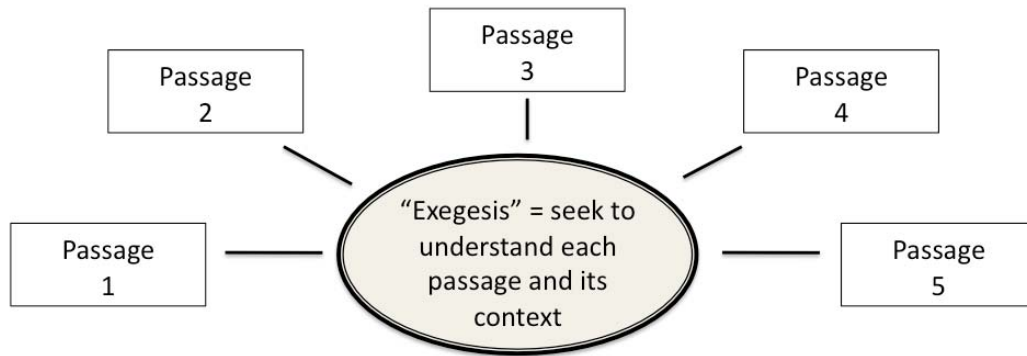 Passage
1
Passage
2
Passage
3
Passage
4
Passage
5
“Exegesis” = seek to
understand each
passage and its
context